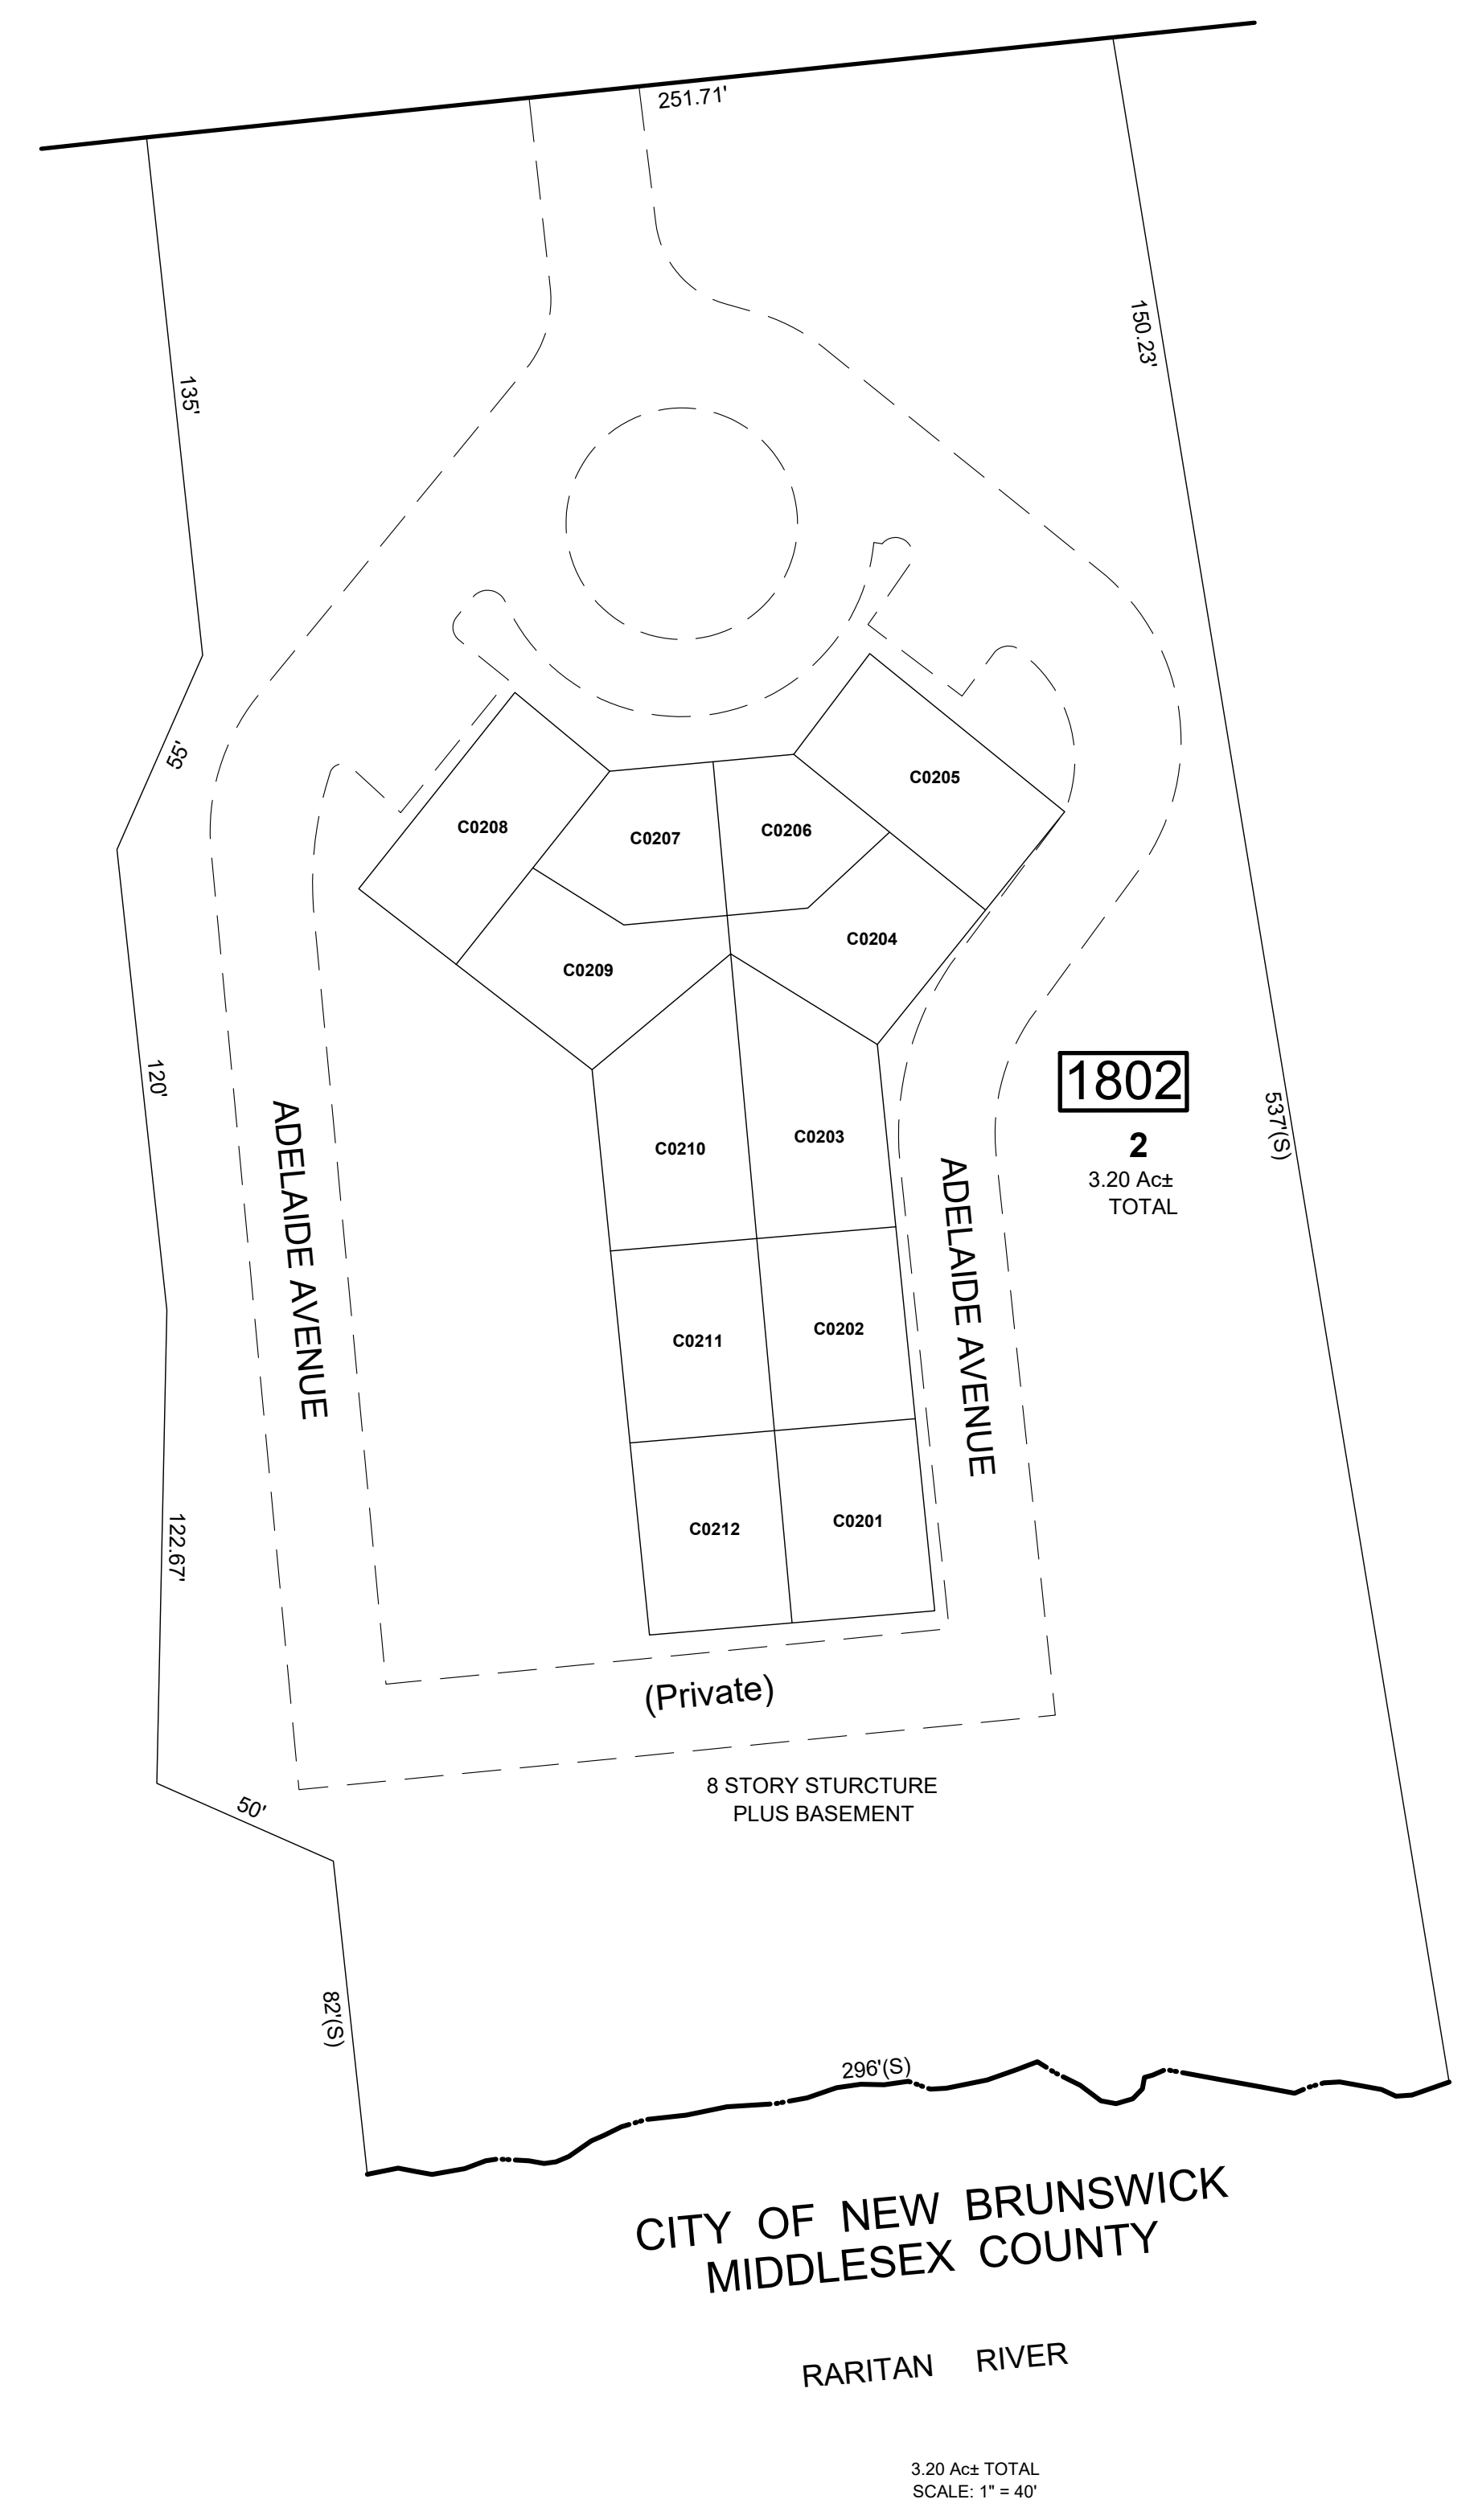 251.71'
150.23'
135'
55'
C0205
C0208
C0207
C0206
C0204
C0209
1802
120'
537'(S)
ADELAIDE AVENUE
C0210
C0203
2
3.20 Ac±
TOTAL
ADELAIDE AVENUE
C0211
C0202
122.67'
C0212
C0201
(Private)
8 STORY STURCTURE
PLUS BASEMENT
50'
82'(S)
296'(S)
CITY OF NEW BRUNSWICK
MIDDLESEX COUNTY
RARITAN RIVER
3.20 Ac± TOTAL
SCALE: 1" = 40'